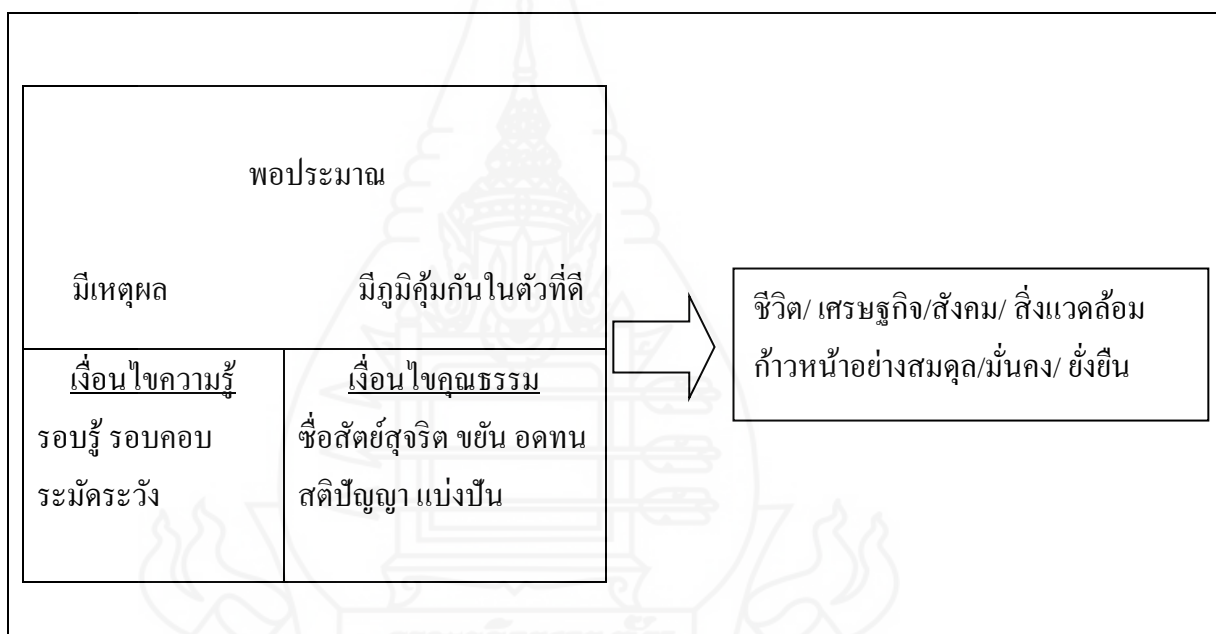 พอประมาณ
มีเหตุผล มีภูมิคุ้มกันในตัวที่ดี
เงื่อนไขความรู้
รอบรู้ รอบคอบ
ระมัดระวัง
เงื่อนไขคุณธรรม
ซื่อสัตย์สุจริต ขยัน อดทน
สติปัญญา แบ่งปัน
ชีวิต/ เศรษฐกิจ/สังคม/ สิ่งแวดล้อม
ก้าวหน้าอย่างสมดุล/มั่นคง/ ยั่งยืน